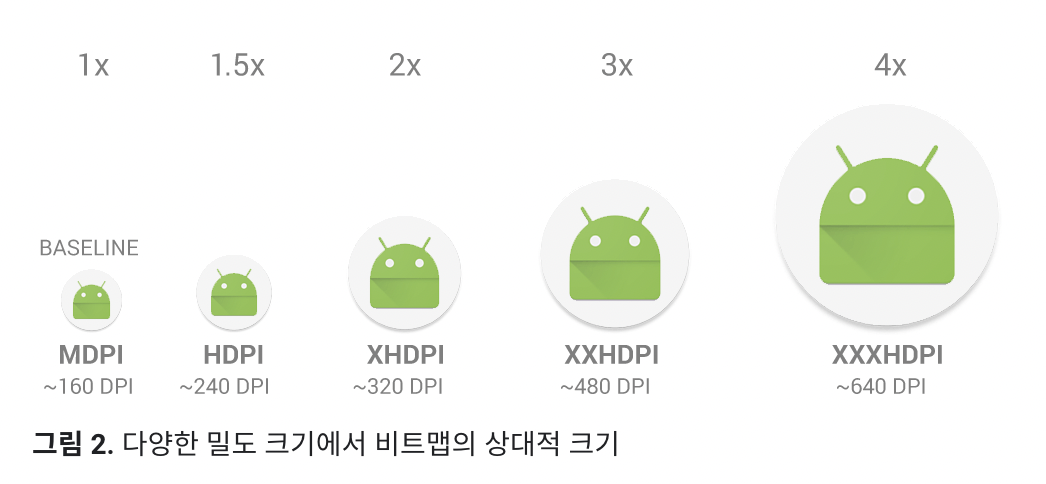 1x 1.5x 2x 3x 4x
BASELINE
MDPI HDPI XHDPI XXHDPI XXXHDPI
~160 DPI ~240 DPI ~320 DPI ~480 DPI ~640 DPI
그림 2. 다양한 밀도 크기에서 비트맵의 상대적 크기